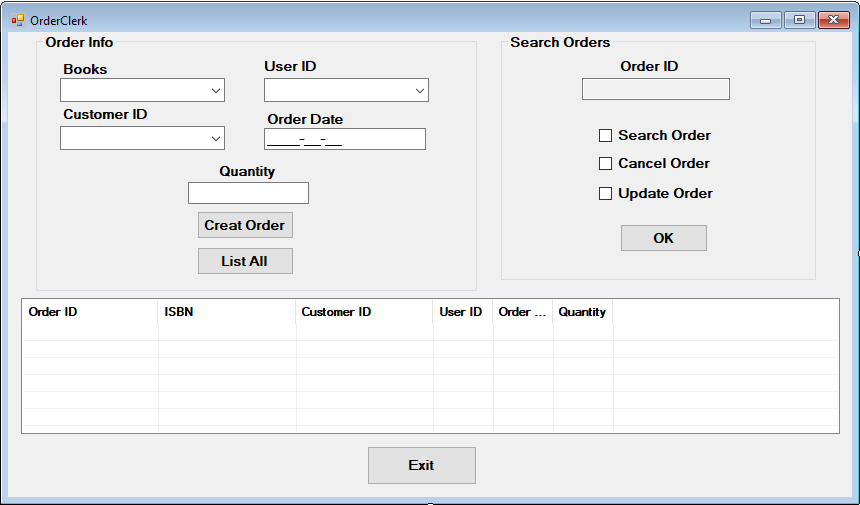 OrderClerk
Order Info
Books
User ID
Customer ID
Order Date
____-__-__
Quantity
Creat Order
List All
Search Orders
Order ID
Search Order
Cancel Order
Update Order
OK
Order ID ISBN Customer ID User ID Order ... Quantity
Exit